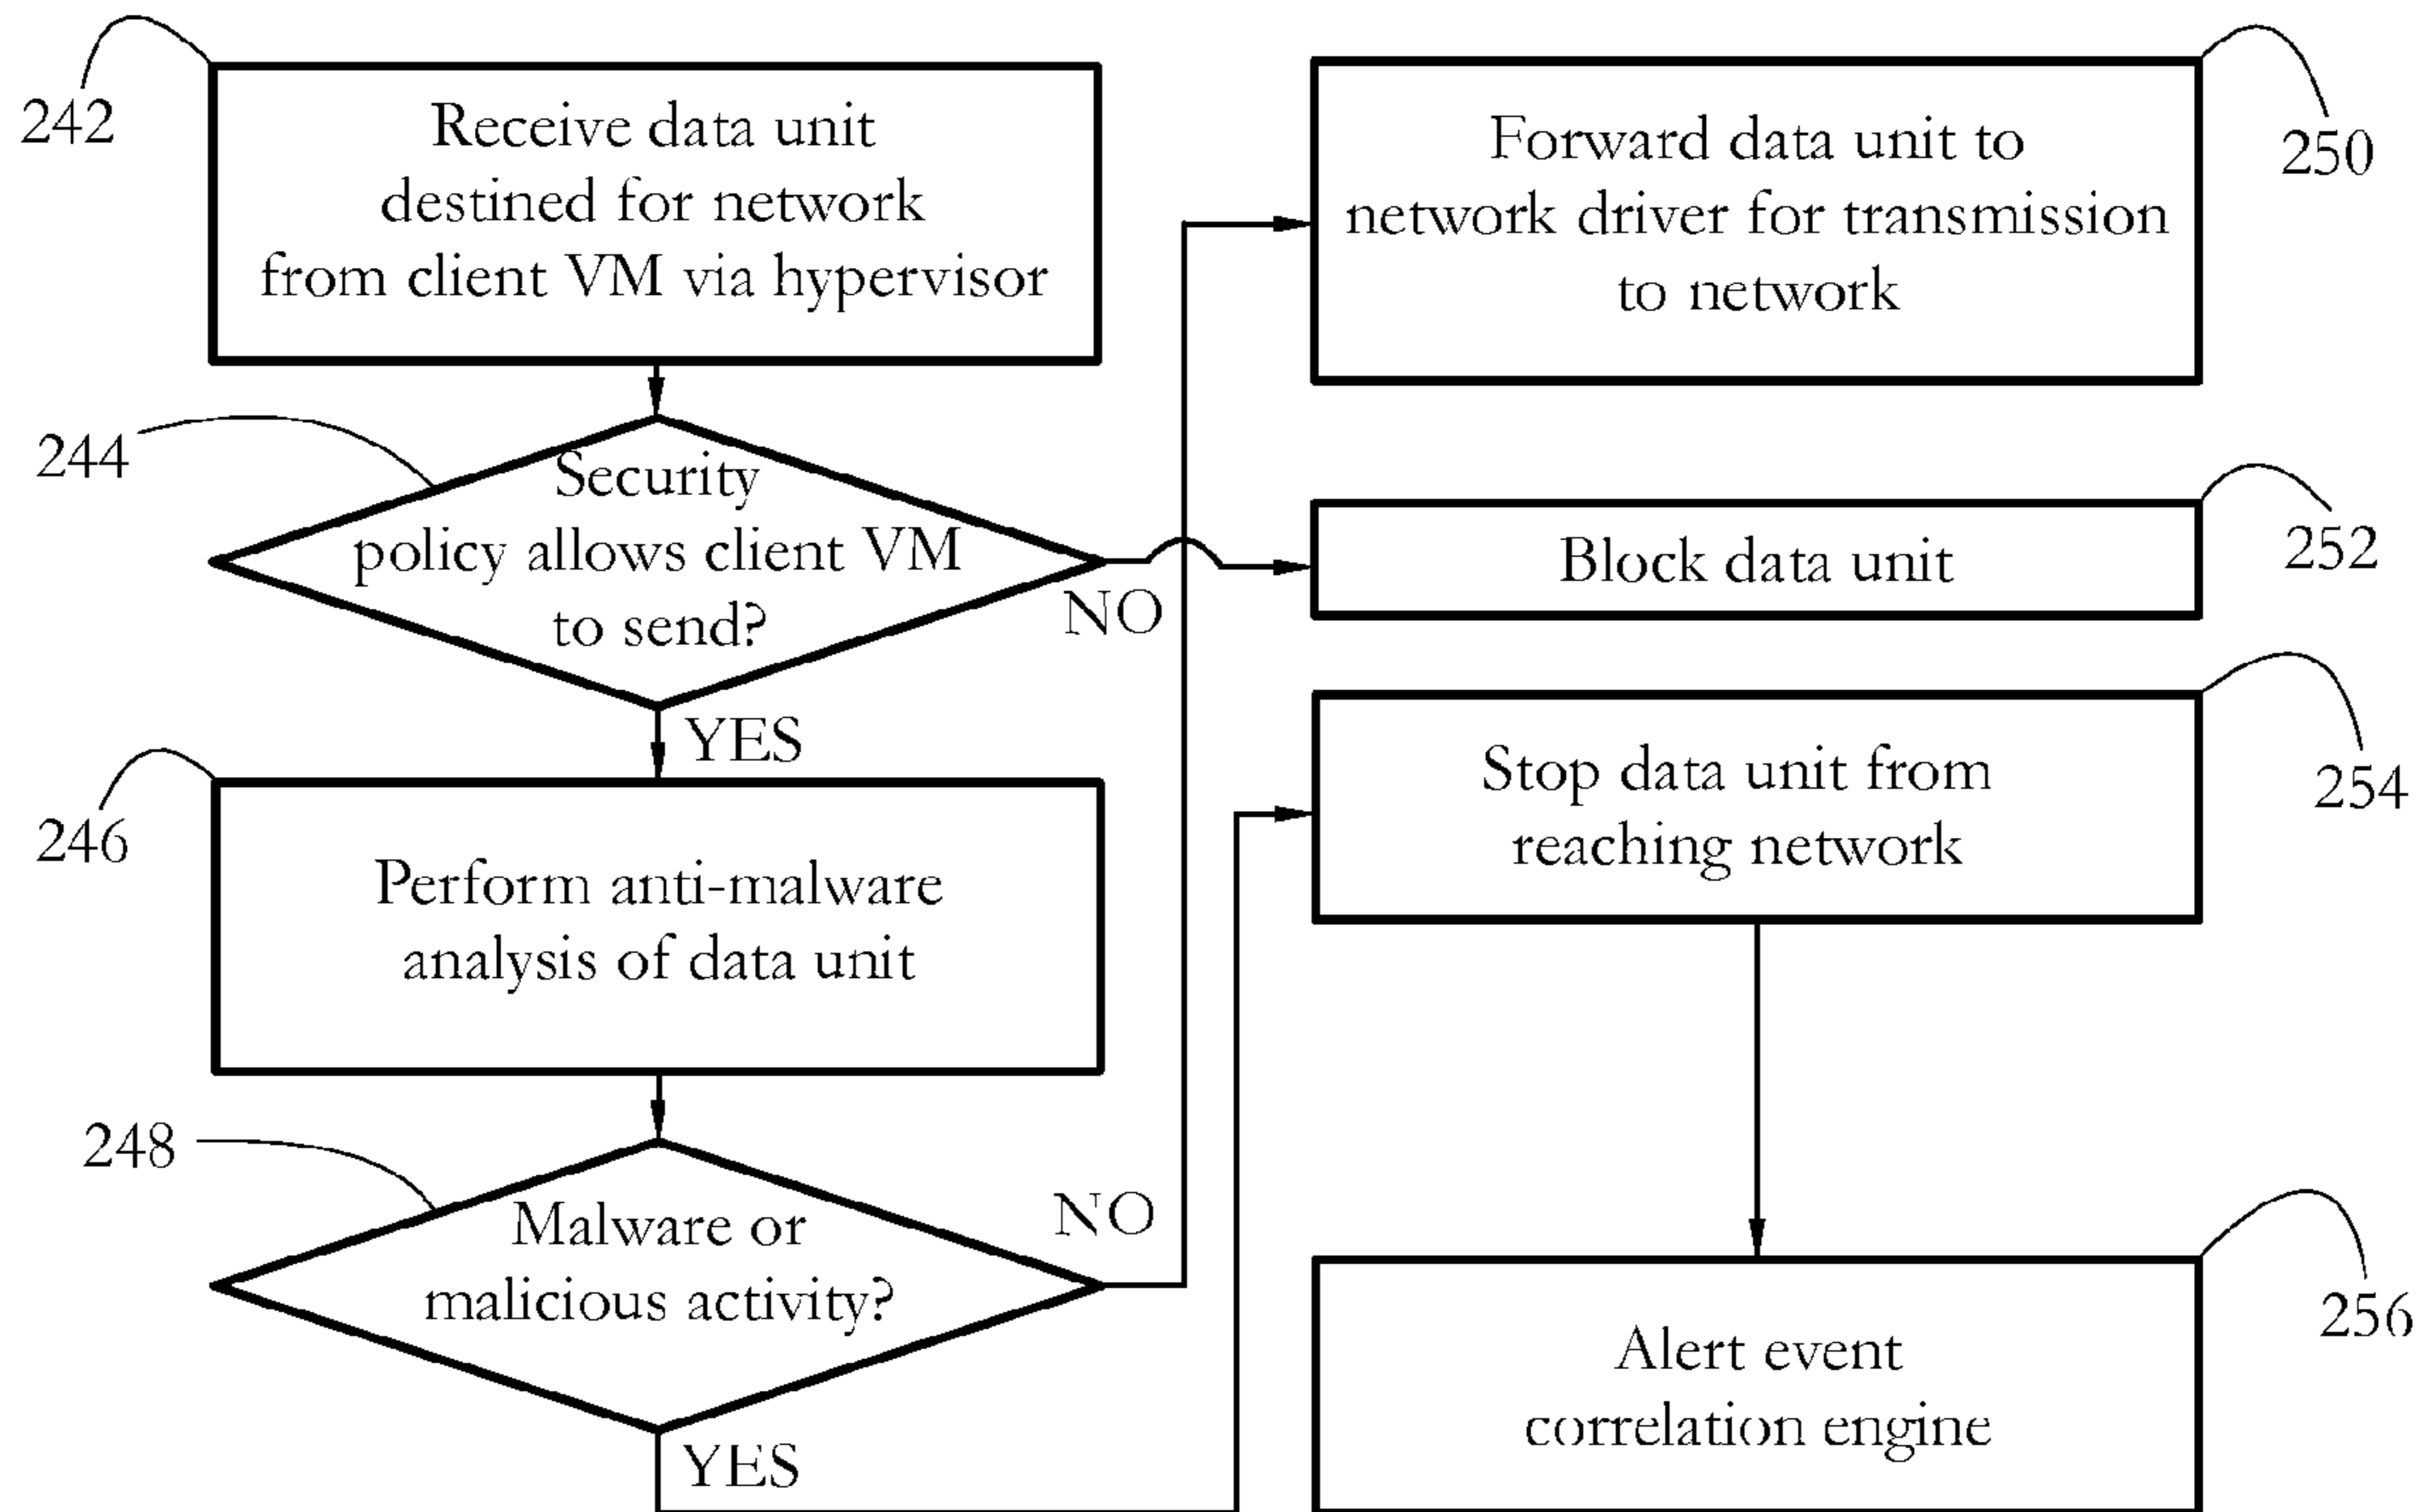 242
Receive data unit
destined for network
from client VM via hypervisor
244
Security
policy allows client VM
to send?
NO
YES
246
Perform anti-malware
analysis of data unit
248
Malware or
malicious activity?
NO
YES
250
Forward data unit to
network driver for transmission
to network
252
Block data unit
254
Stop data unit from
reaching network
256
Alert event
correlation engine